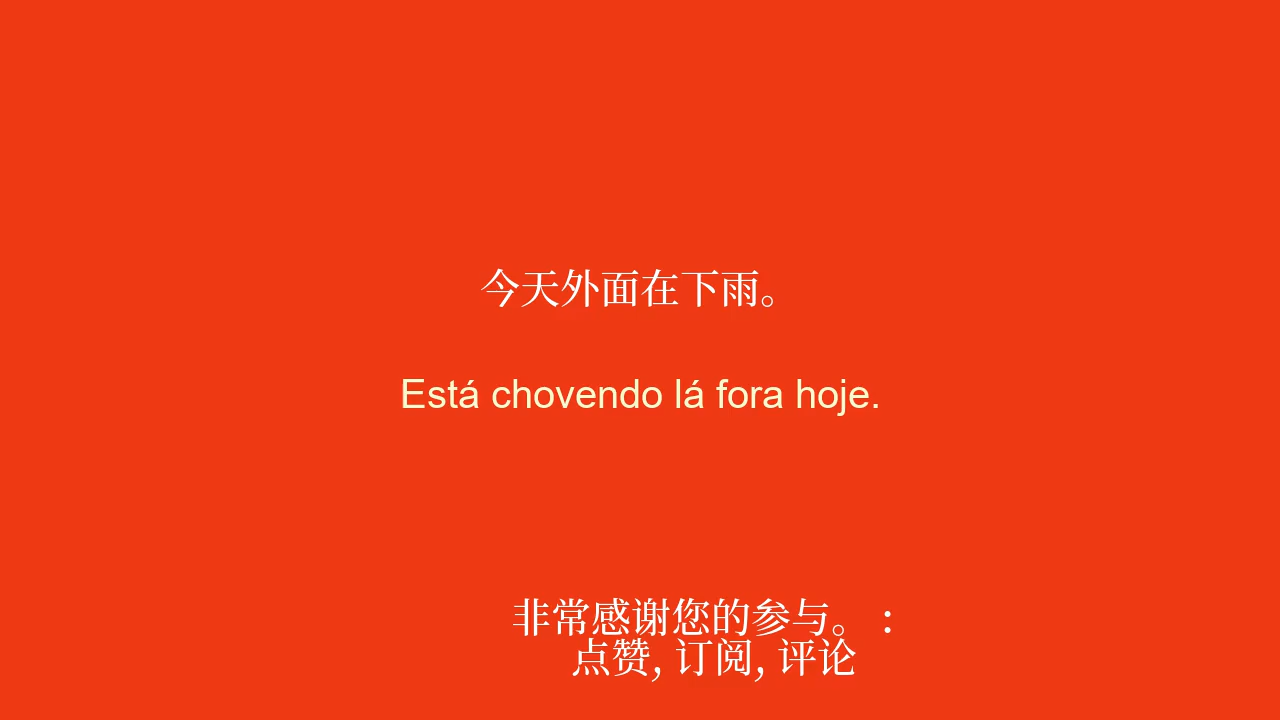 今天外面在下雨。
Está chovendo lá fora hoje.
非常感谢您的参与。 :
点赞, 订阅, 评论